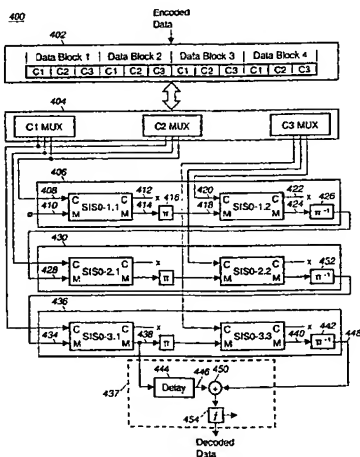 400
Encoded
Data
402
Data Block 1 Data Block 2 Data Block 3 Data Block 4
C1 C2 C3 C1 C2 C3 C1 C2 C3 C1 C2 C3
404
C1 MUX C2 MUX C3 MUX
406
408 C SISO-1.1 C 412 x 416 420 C SISO-1.2 C 422 x 426
410 M M 414 π 418 M M 424 π⁻¹
430
C SISO-2.1 C x C SISO-2.2 C x 452
428 M M π M M π⁻¹
436
C SISO-3.1 C x C SISO-3.3 C x 442 448
434 M M 438 π M M 440 π⁻¹
437
444 450
Delay 446 +
454 ƒ
Decoded
Data